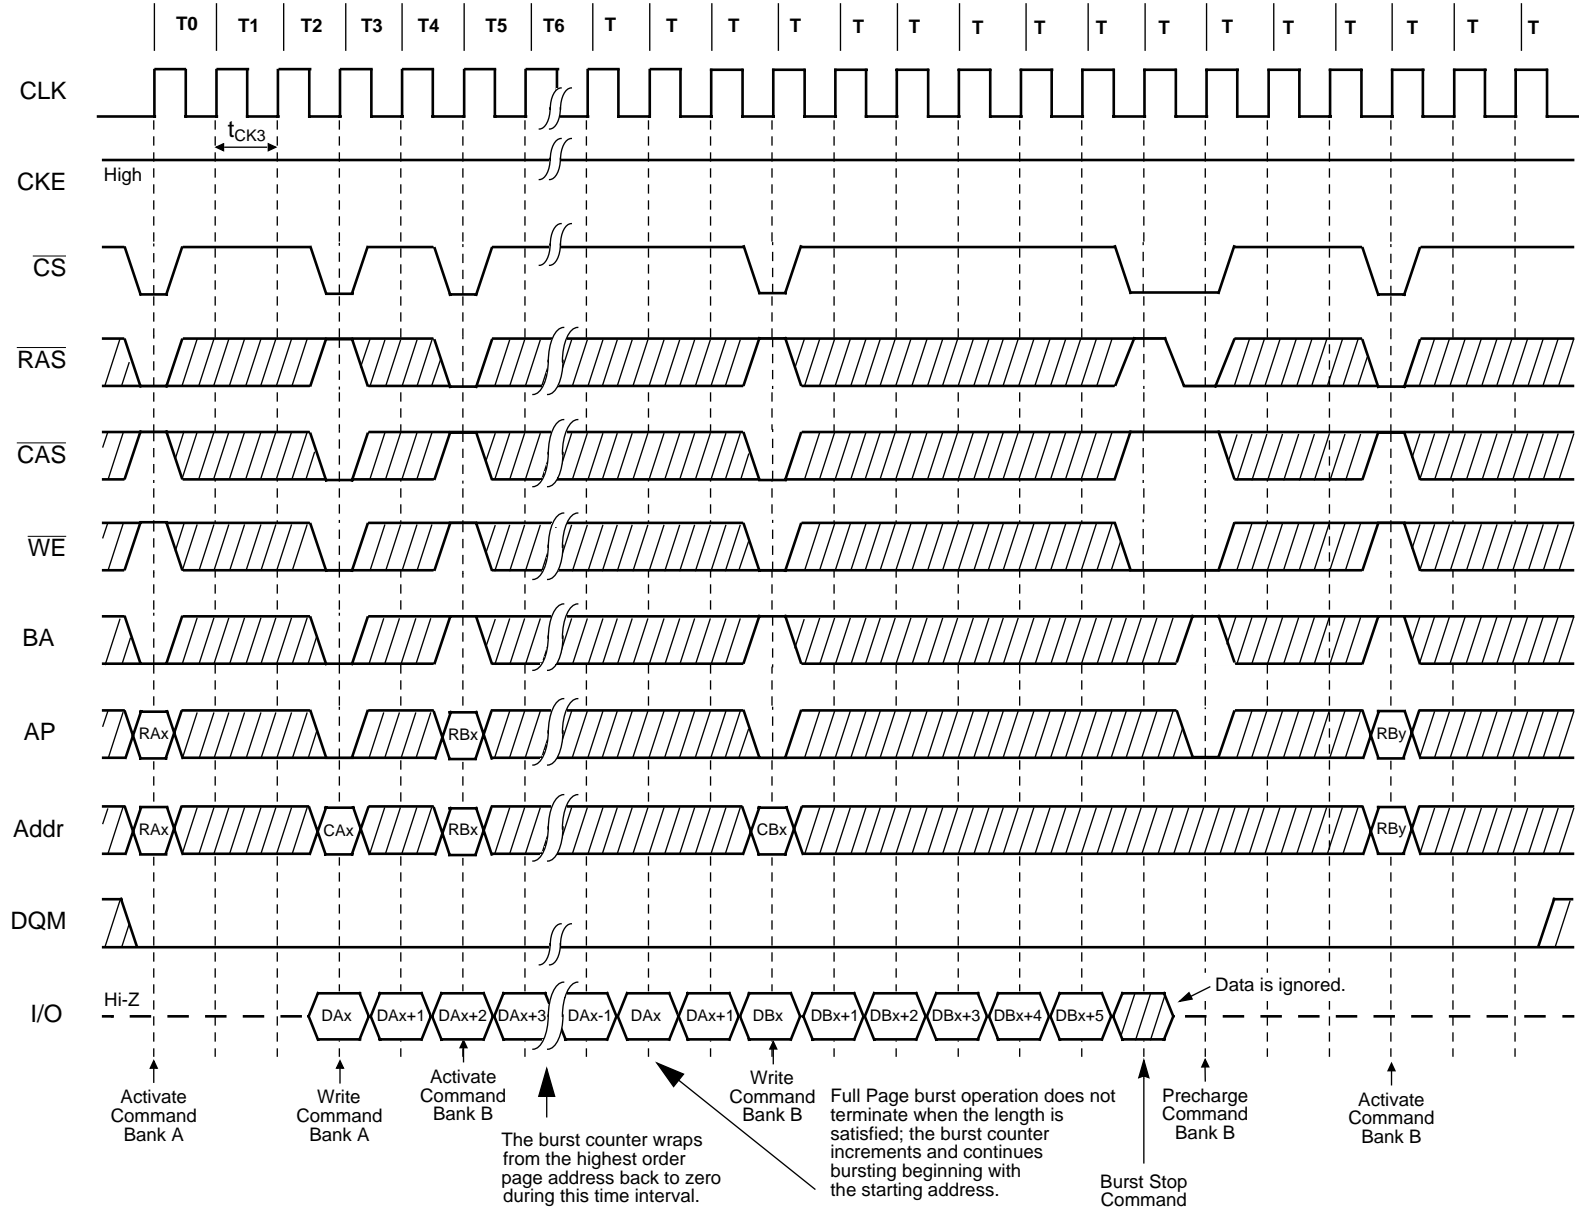 T0 T1 T2 T3 T4 T5 T6 T T T T T T T T T T T T T T T T
CLK
tCK3
CKE
High
CS
RAS
CAS
WE
BA
AP
RAx RBx RBy
Addr
RAx CAx RBx CBx RBy
DQM
I/O
Hi-Z
DAx DAx+1 DAx+2 DAx+3 DAx-1 DAx DAx+1 DBx DBx+1 DBx+2 DBx+3 DBx+4 DBx+5
Data is ignored.
Activate
Command
Bank A
Write
Command
Bank A
Activate
Command
Bank B
The burst counter wraps
from the highest order
page address back to zero
during this time interval.
Write
Command
Bank B
Full Page burst operation does not
terminate when the length is
satisfied; the burst counter
increments and continues
bursting beginning with
the starting address.
Burst Stop
Command
Precharge
Command
Bank B
Activate
Command
Bank B